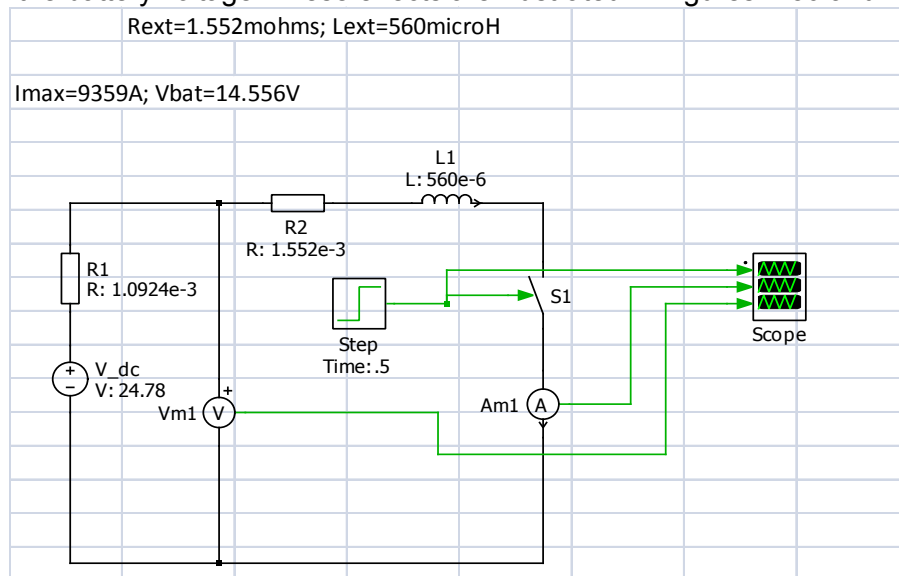 Rext=1.552mohms; Lext=560microH
Imax=9359A; Vbat=14.556V
L1
L: 560e-6
R2
R: 1.552e-3
R1
R: 1.0924e-3
S1
Step
Time: .5
Scope
V_dc
V: 24.78
Vm1
V
Am1
A